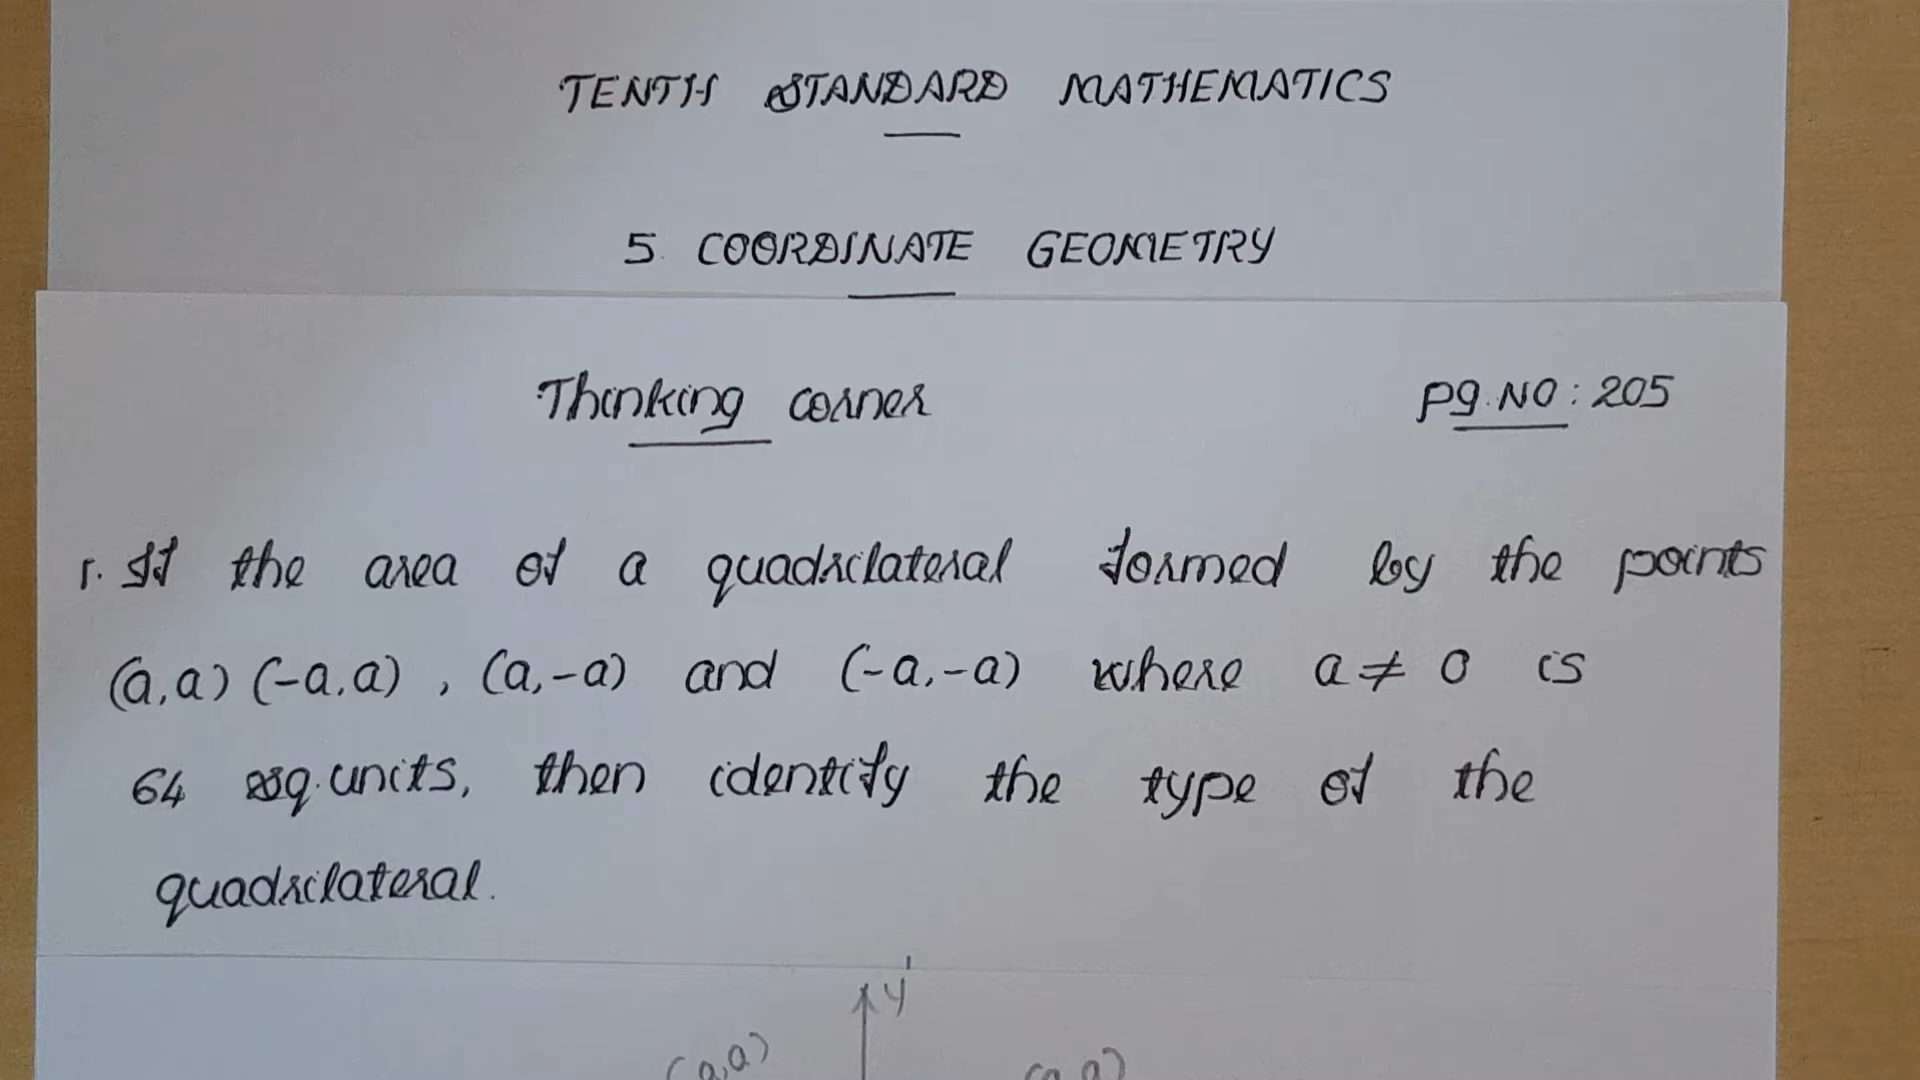 TENTH STANDARD MATHEMATICS
5. COORDINATE GEOMETRY
Thinking corner
Pg.NO: 205
1. If the area of a quadrilateral formed by the points
(a,a) (-a,a), (a,-a) and (-a,-a) where a ≠ 0 is
64 sq.units, then identify the type of the
quadrilateral.
Y
(a,a)